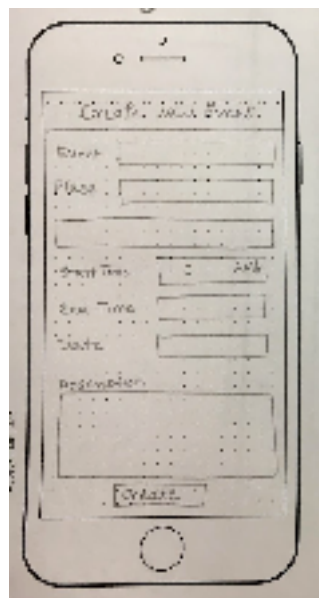 Create New Event
Event
Place
Start Time : AM
End Time
Date
Description
Create